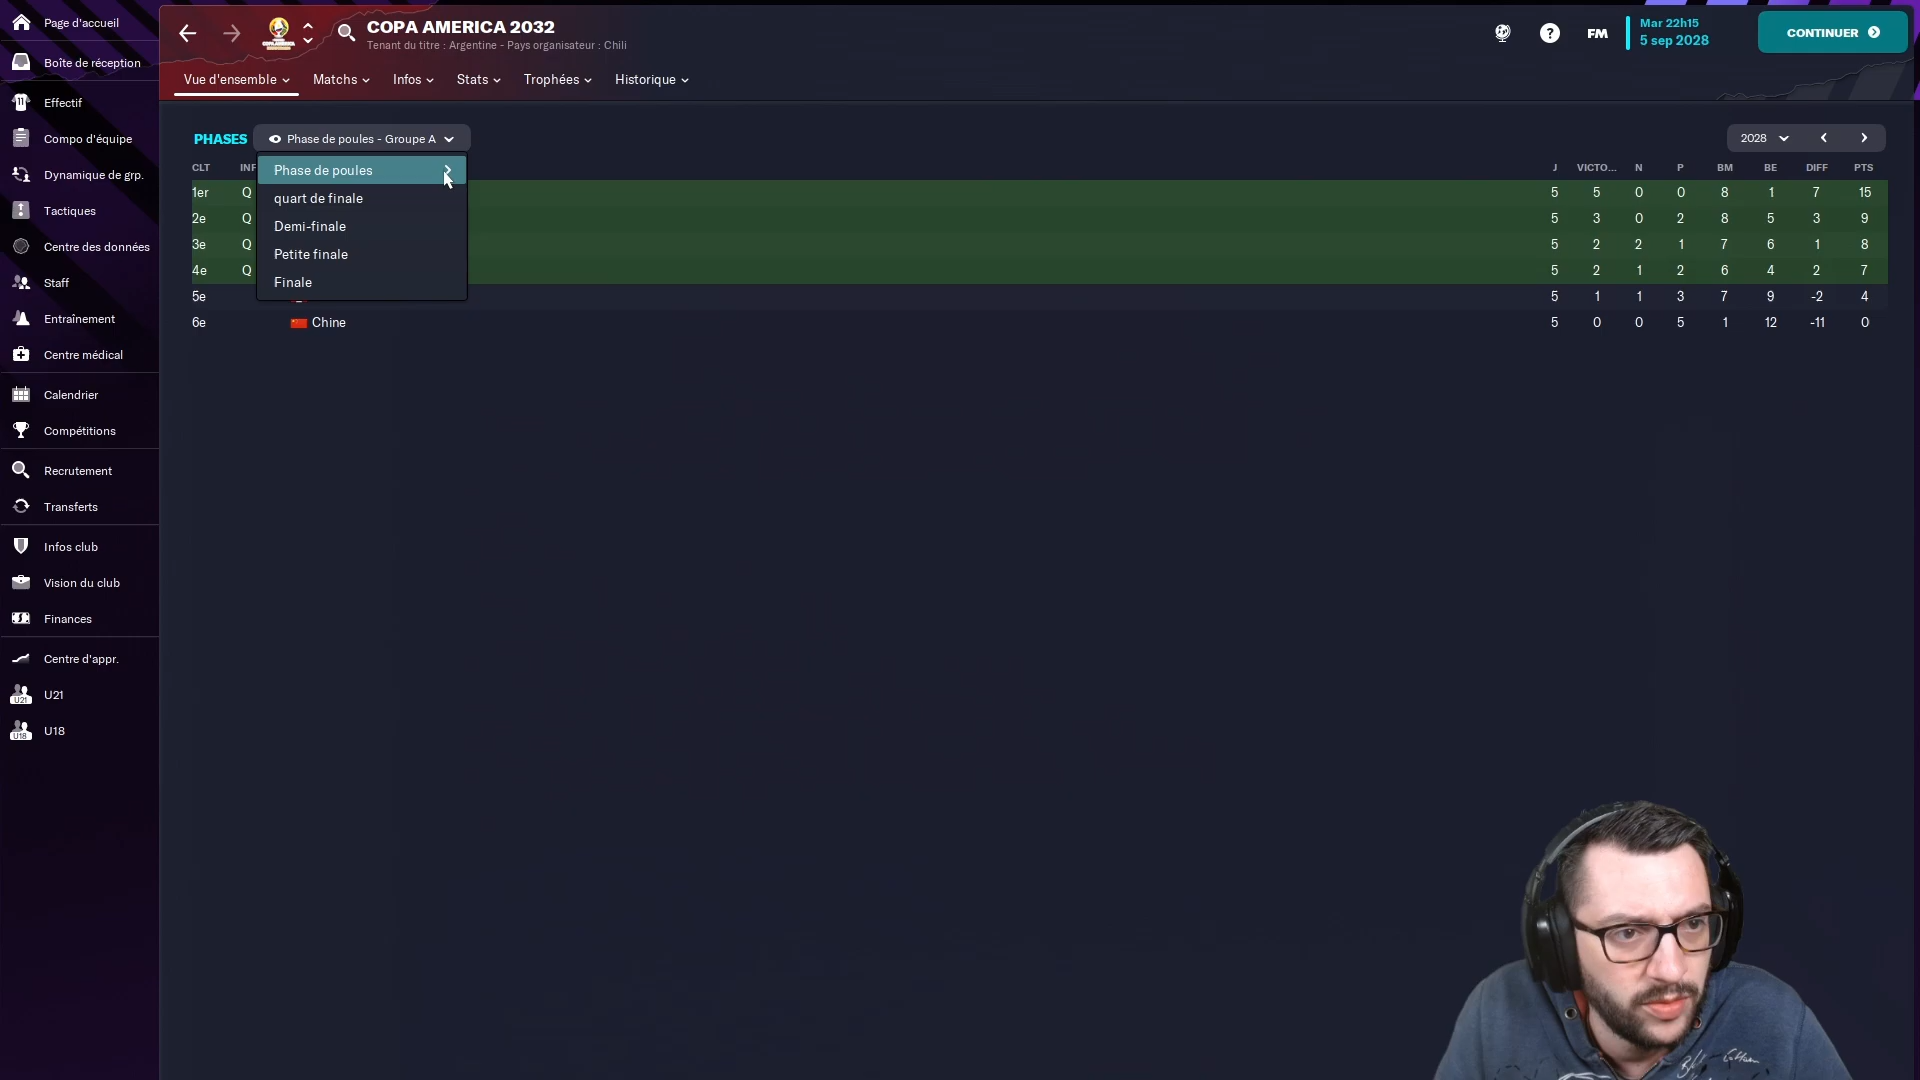 Page d'accueil
Boîte de réception
Effectif
Compo d'équipe
Dynamique de grp.
Tactiques
Centre des données
Staff
Entraînement
Centre médical
Calendrier
Compétitions
Recrutement
Transferts
Infos club
Vision du club
Finances
Centre d'appr.
U21
U21
U18
U18
COPA AMERICA 2032
Tenant du titre : Argentine - Pays organisateur : Chili
FM
Mar 22h15
5 sep 2028
CONTINUER
Vue d'ensemble Matchs Infos Stats Trophées Historique
PHASES Phase de poules - Groupe A 2028
CLT INF J VICTO... N P BM BE DIFF PTS
Phase de poules
quart de finale
Demi-finale
Petite finale
Finale
1er Q 5 5 0 0 8 1 7 15
2e Q 5 3 0 2 8 5 3 9
3e Q 5 2 2 1 7 6 1 8
4e Q 5 2 1 2 6 4 2 7
5e 5 1 1 3 7 9 -2 4
6e Chine 5 0 0 5 1 12 -11 0